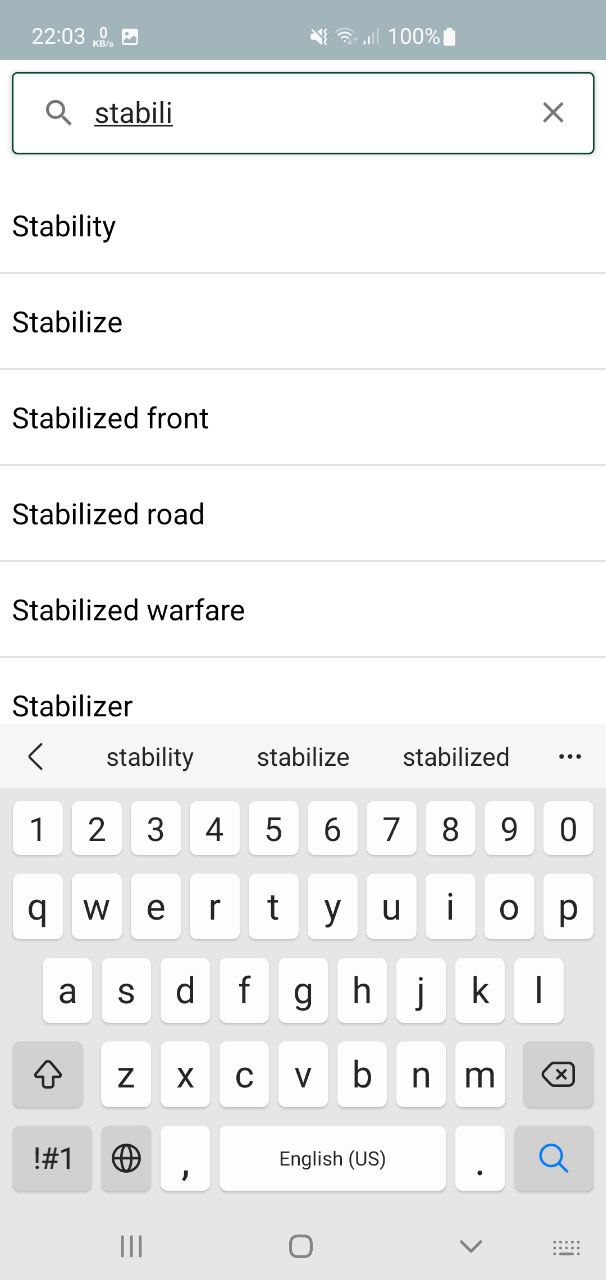 22:03 0 KB/s 100%
stabili
Stability
Stabilize
Stabilized front
Stabilized road
Stabilized warfare
Stabilizer
stability stabilize stabilized ...
1 2 3 4 5 6 7 8 9 0
q w e r t y u i o p
a s d f g h j k l
z x c v b n m
!#1 , English (US) .